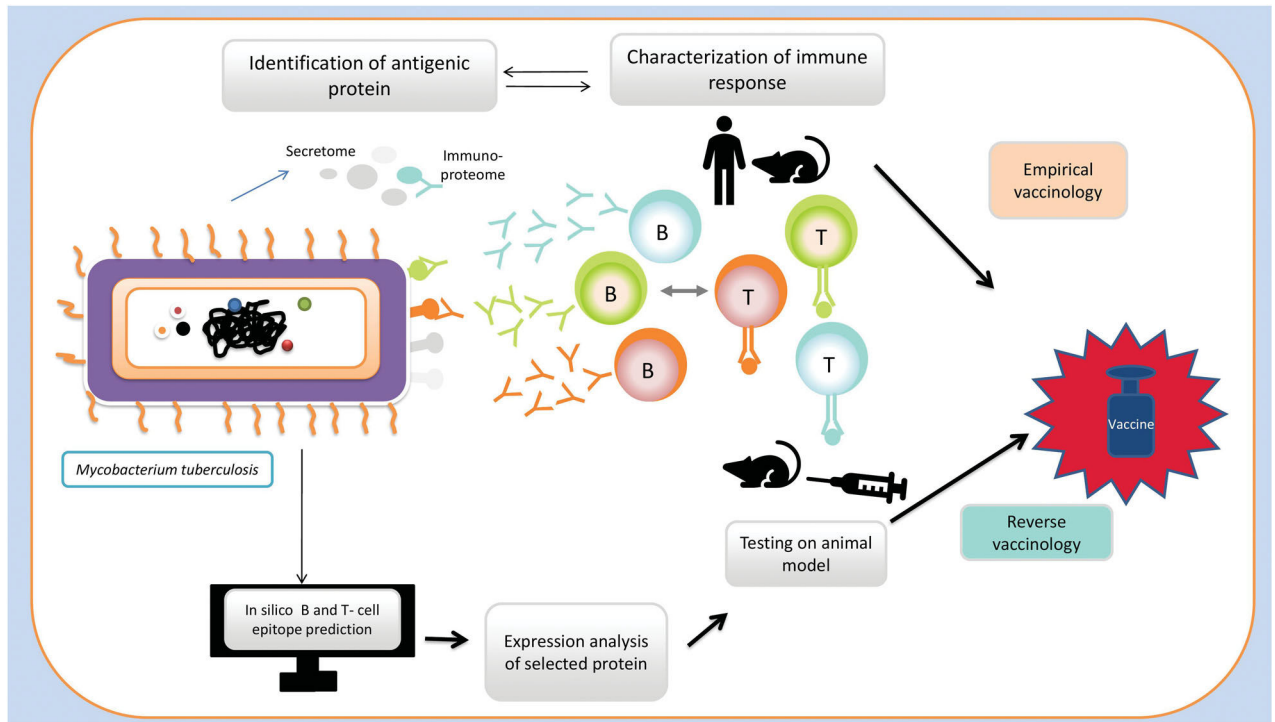 Identification of antigenic
protein
Characterization of immune
response
Secretome
Immuno-
proteome
Empirical
vaccinology
B
T
B
T
B
T
Vaccine
Mycobacterium tuberculosis
Reverse
vaccinology
Testing on animal
model
In silico B and T- cell
epitope prediction
Expression analysis
of selected protein